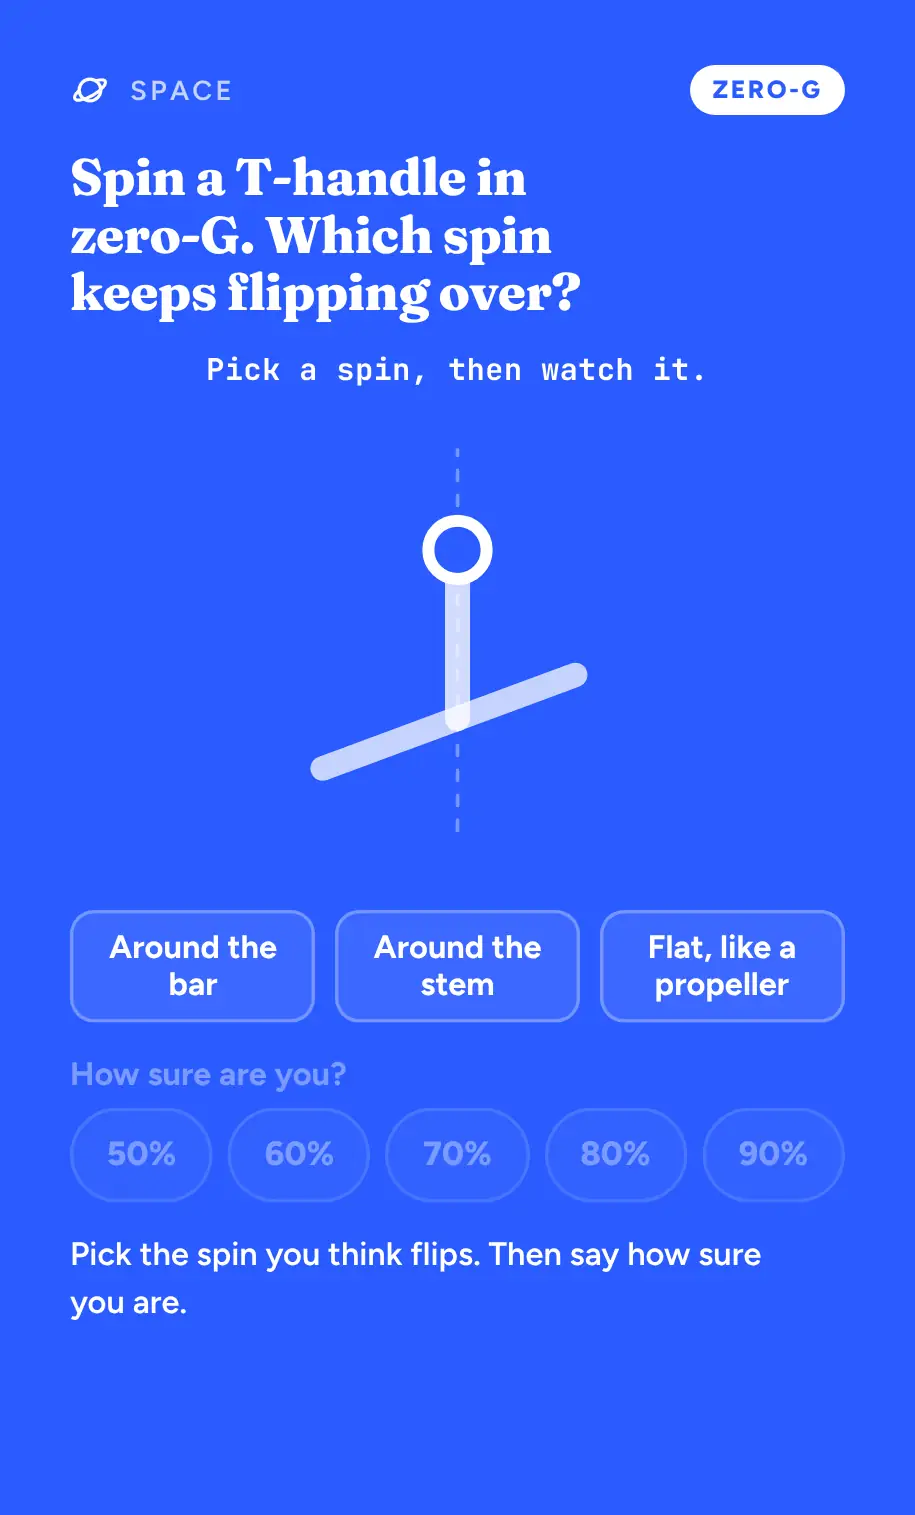 SPACE
ZERO-G
Spin a T-handle in
zero-G. Which spin
keeps flipping over?
Pick a spin, then watch it.
Around the
bar
Around the
stem
Flat, like a
propeller
How sure are you?
50%
60%
70%
80%
90%
Pick the spin you think flips. Then say how sure
you are.